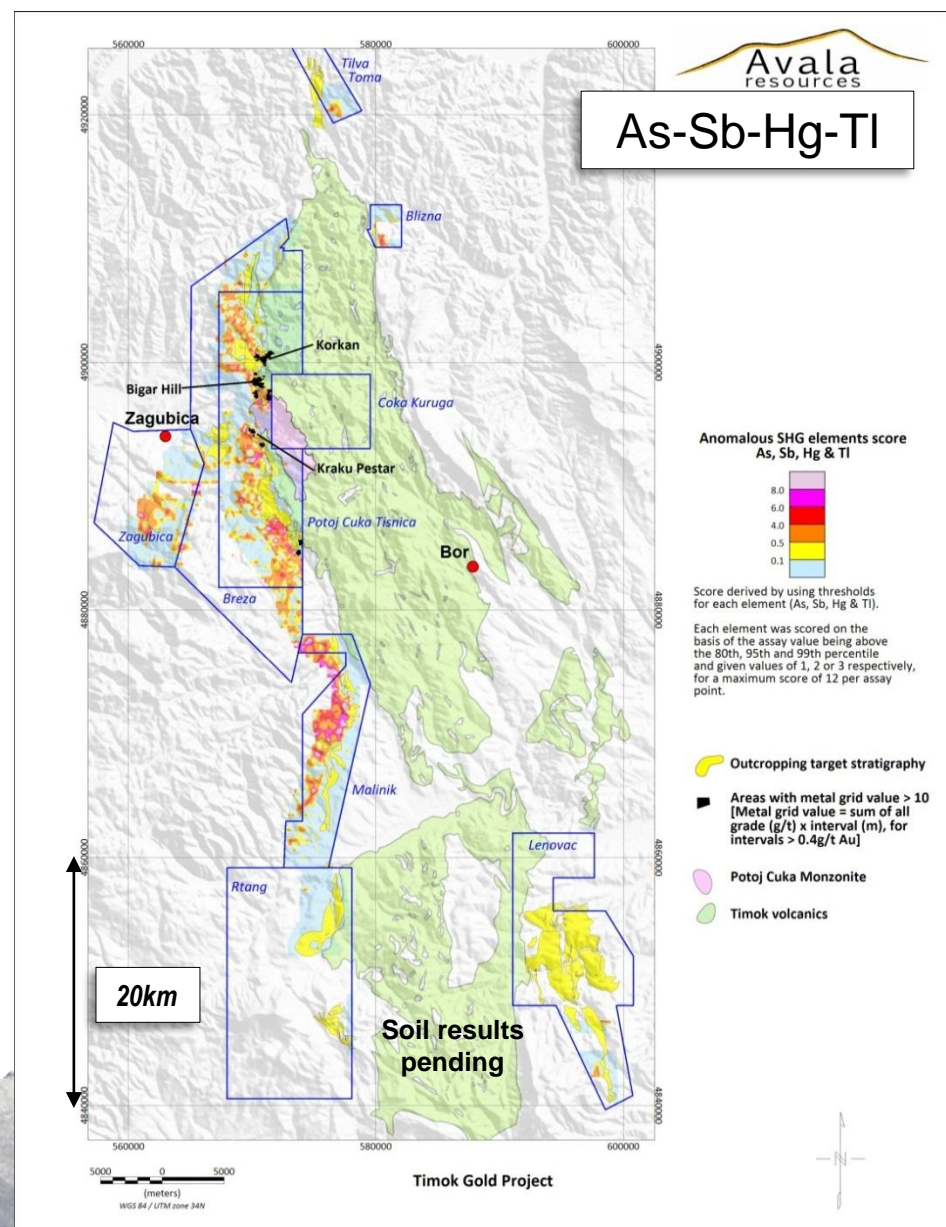 560000
580000
600000
Tilva
Toma
Avala
resources
As-Sb-Hg-Tl
4920000
4920000
Blizna
Korkan
4900000
4900000
Bigar Hill
Coka Kuruga
Zagubica
Kraku Pestar
Zagubica
Potoj Cuka Tisnica
Bor
Breza
4880000
4880000
Malinik
Anomalous SHG elements score
As, Sb, Hg & Tl
8.0
6.0
4.0
0.5
0.1
Score derived by using thresholds
for each element (As, Sb, Hg & Tl).
Each element was scored on the
basis of the assay value being above
the 80th, 95th and 99th percentile
and given values of 1, 2 or 3 respectively,
for a maximum score of 12 per assay
point.
Outcropping target stratigraphy
Areas with metal grid value > 10
[Metal grid value = sum of all
grade (g/t) x interval (m), for
intervals > 0.4g/t Au]
Potoj Cuka Monzonite
Timok volcanics
4860000
4860000
Lenovac
Rtang
20km
Soil results
pending
4840000
4840000
560000
580000
600000
5000
0
5000
(meters)
WGS 84 / UTM zone 34N
Timok Gold Project
N